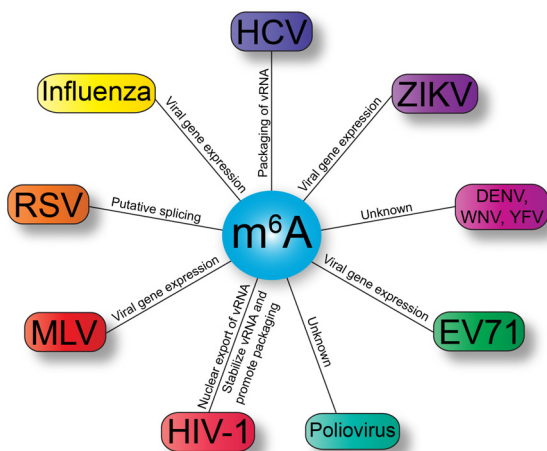 HCV
Influenza
ZIKV
Packaging of vRNA
Viral gene expression
Viral gene expression
RSV
Putative splicing
DENV,
WNV, YFV
Unknown
m⁶A
MLV
Viral gene expression
Viral gene expression
EV71
Nuclear export of vRNA
Stabilize vRNA and
promote packaging
Unknown
HIV-1
Poliovirus